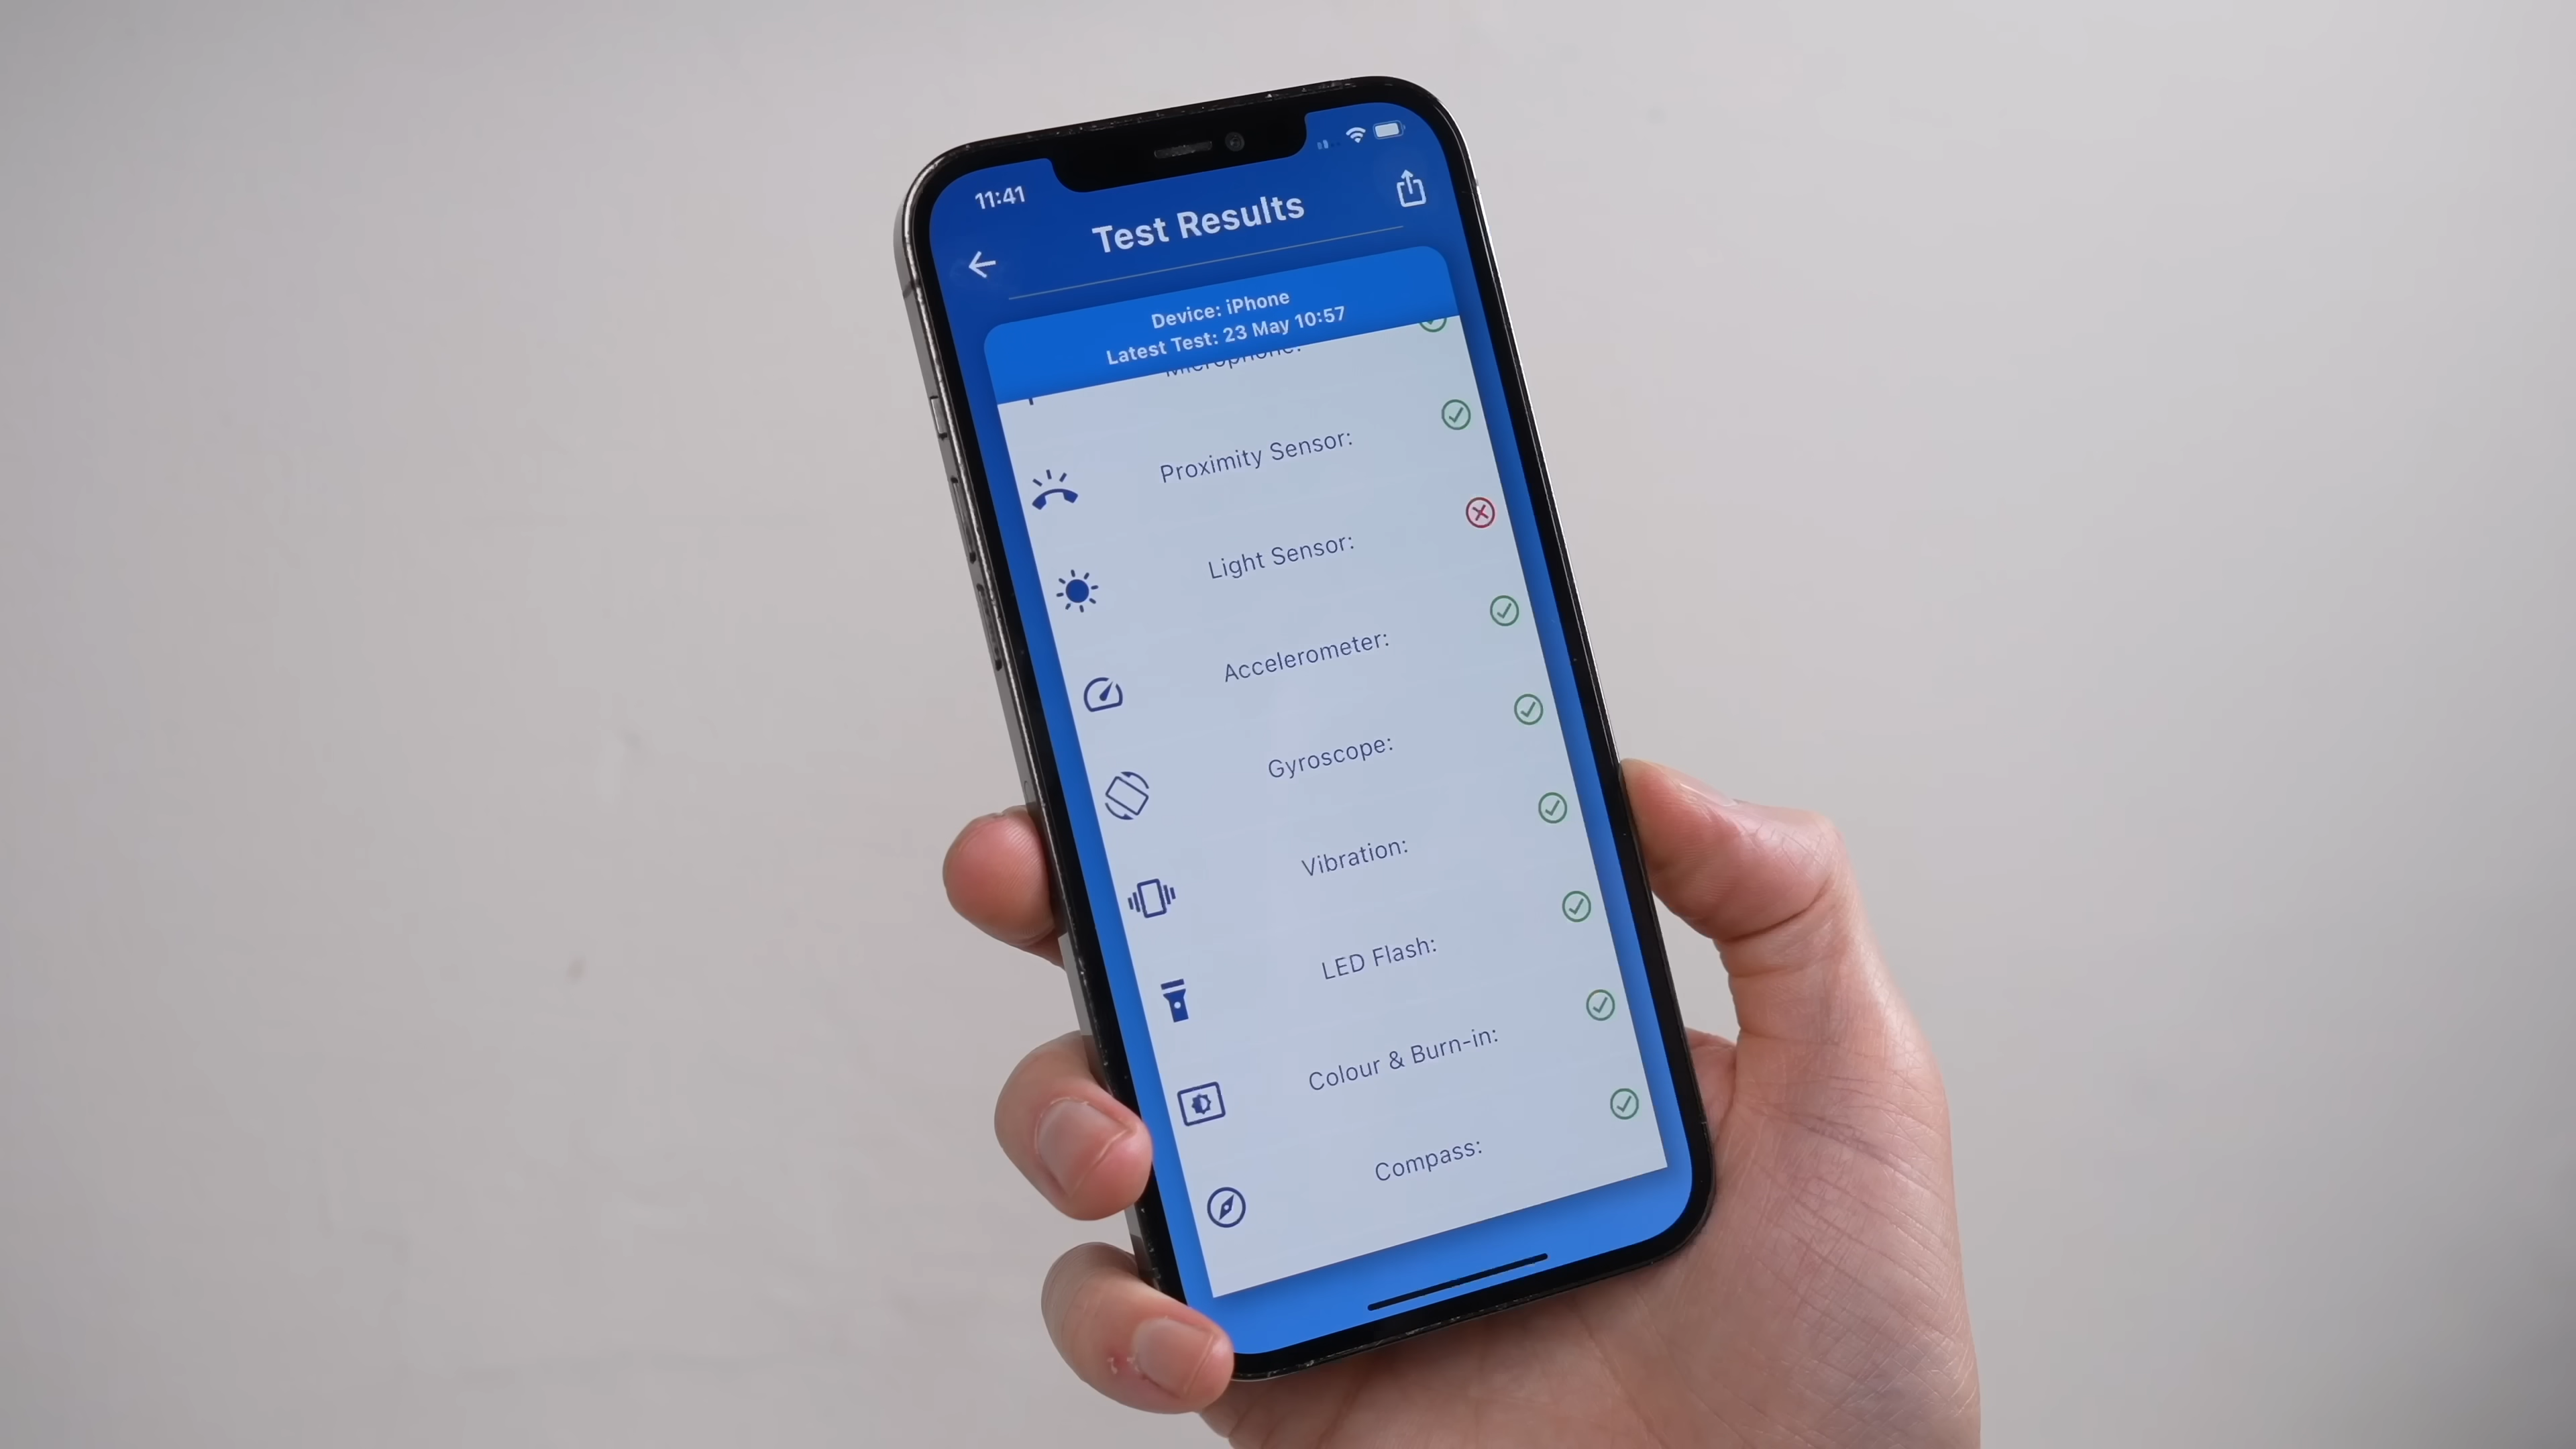 11:41
Test Results
Device: iPhone
Latest Test: 23 May 10:57
Microphone:
Proximity Sensor:
Light Sensor:
Accelerometer:
Gyroscope:
Vibration:
LED Flash:
Colour & Burn-in:
Compass: